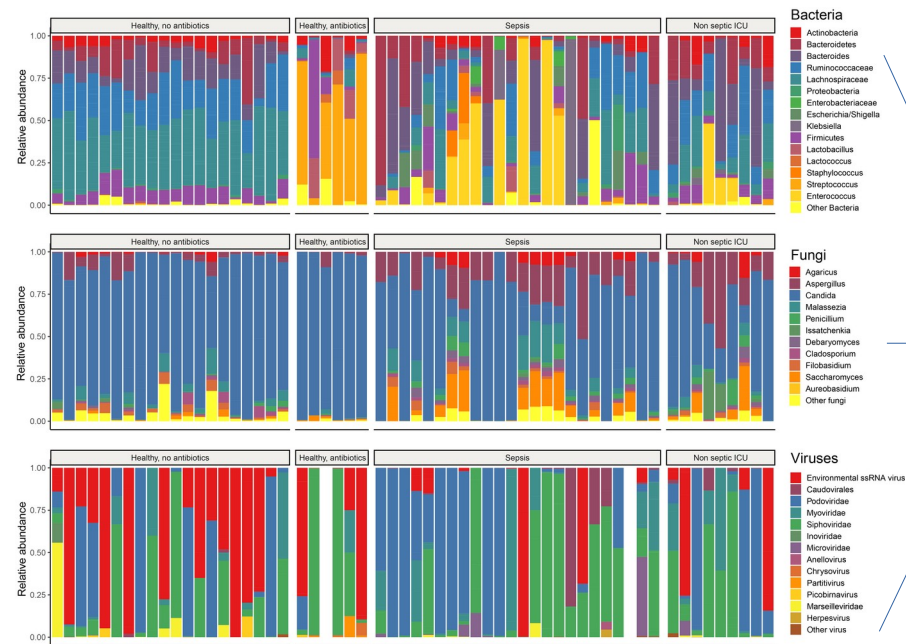 Healthy, no antibiotics
Healthy, antibiotics
Sepsis
Non septic ICU
Relative abundance
1.00
0.75
0.50
0.25
0.00
Bacteria
Actinobacteria
Bacteroidetes
Bacteroides
Ruminococcaceae
Lachnospiraceae
Proteobacteria
Enterobacteriaceae
Escherichia/Shigella
Klebsiella
Firmicutes
Lactobacillus
Lactococcus
Staphylococcus
Streptococcus
Enterococcus
Other Bacteria
Healthy, no antibiotics
Healthy, antibiotics
Sepsis
Non septic ICU
Relative abundance
1.00
0.75
0.50
0.25
0.00
Fungi
Agaricus
Aspergillus
Candida
Malassezia
Penicillium
Issatchenkia
Debaryomyces
Cladosporium
Filobasidium
Saccharomyces
Aureobasidium
Other fungi
Healthy, no antibiotics
Healthy, antibiotics
Sepsis
Non septic ICU
Relative abundance
1.00
0.75
0.50
0.25
0.00
Viruses
Environmental ssRNA virus
Caudovirales
Podoviridae
Myoviridae
Siphoviridae
Inoviridae
Microviridae
Anellovirus
Chrysovirus
Partitivirus
Picobirnavirus
Marseilleviridae
Herpesvirus
Other virus